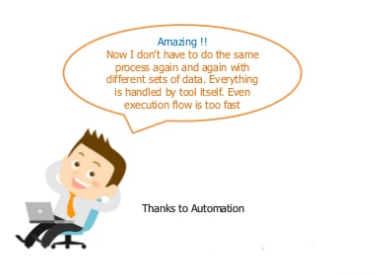 Amazing !!
Now I don't have to do the same
process again and again with
different sets of data. Everything
is handled by tool itself. Even
execution flow is too fast
Thanks to Automation